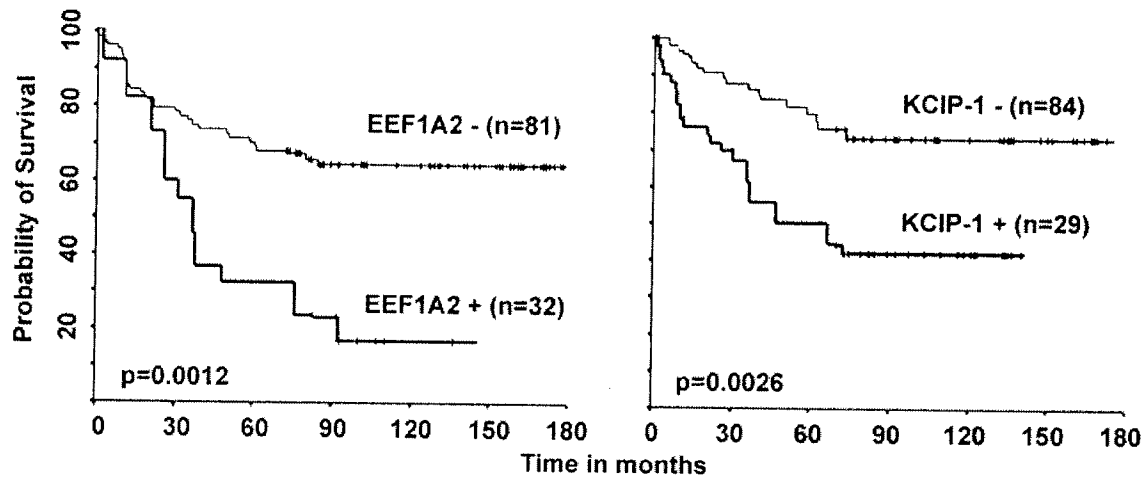 Probability of Survival
100
80
60
40
20
EEF1A2 - (n=81)
EEF1A2 + (n=32)
p=0.0012
0 30 60 90 120 150 180
KCIP-1 - (n=84)
KCIP-1 + (n=29)
p=0.0026
0 30 60 90 120 150 180
Time in months